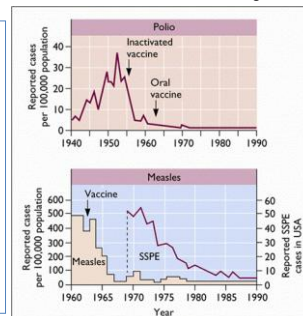 Polio
Reported cases
per 100,000 population
40
30
20
10
0
Inactivated
vaccine
Oral
vaccine
1940 1950 1960 1970 1980 1990
Measles
Reported cases
per 100,000 population
600
500
400
300
200
100
0
Vaccine
Measles
SSPE
60
50
40
30
20
10
0
Reported SSPE
cases in USA
1960 1965 1970 1975 1980 1985 1990
Year